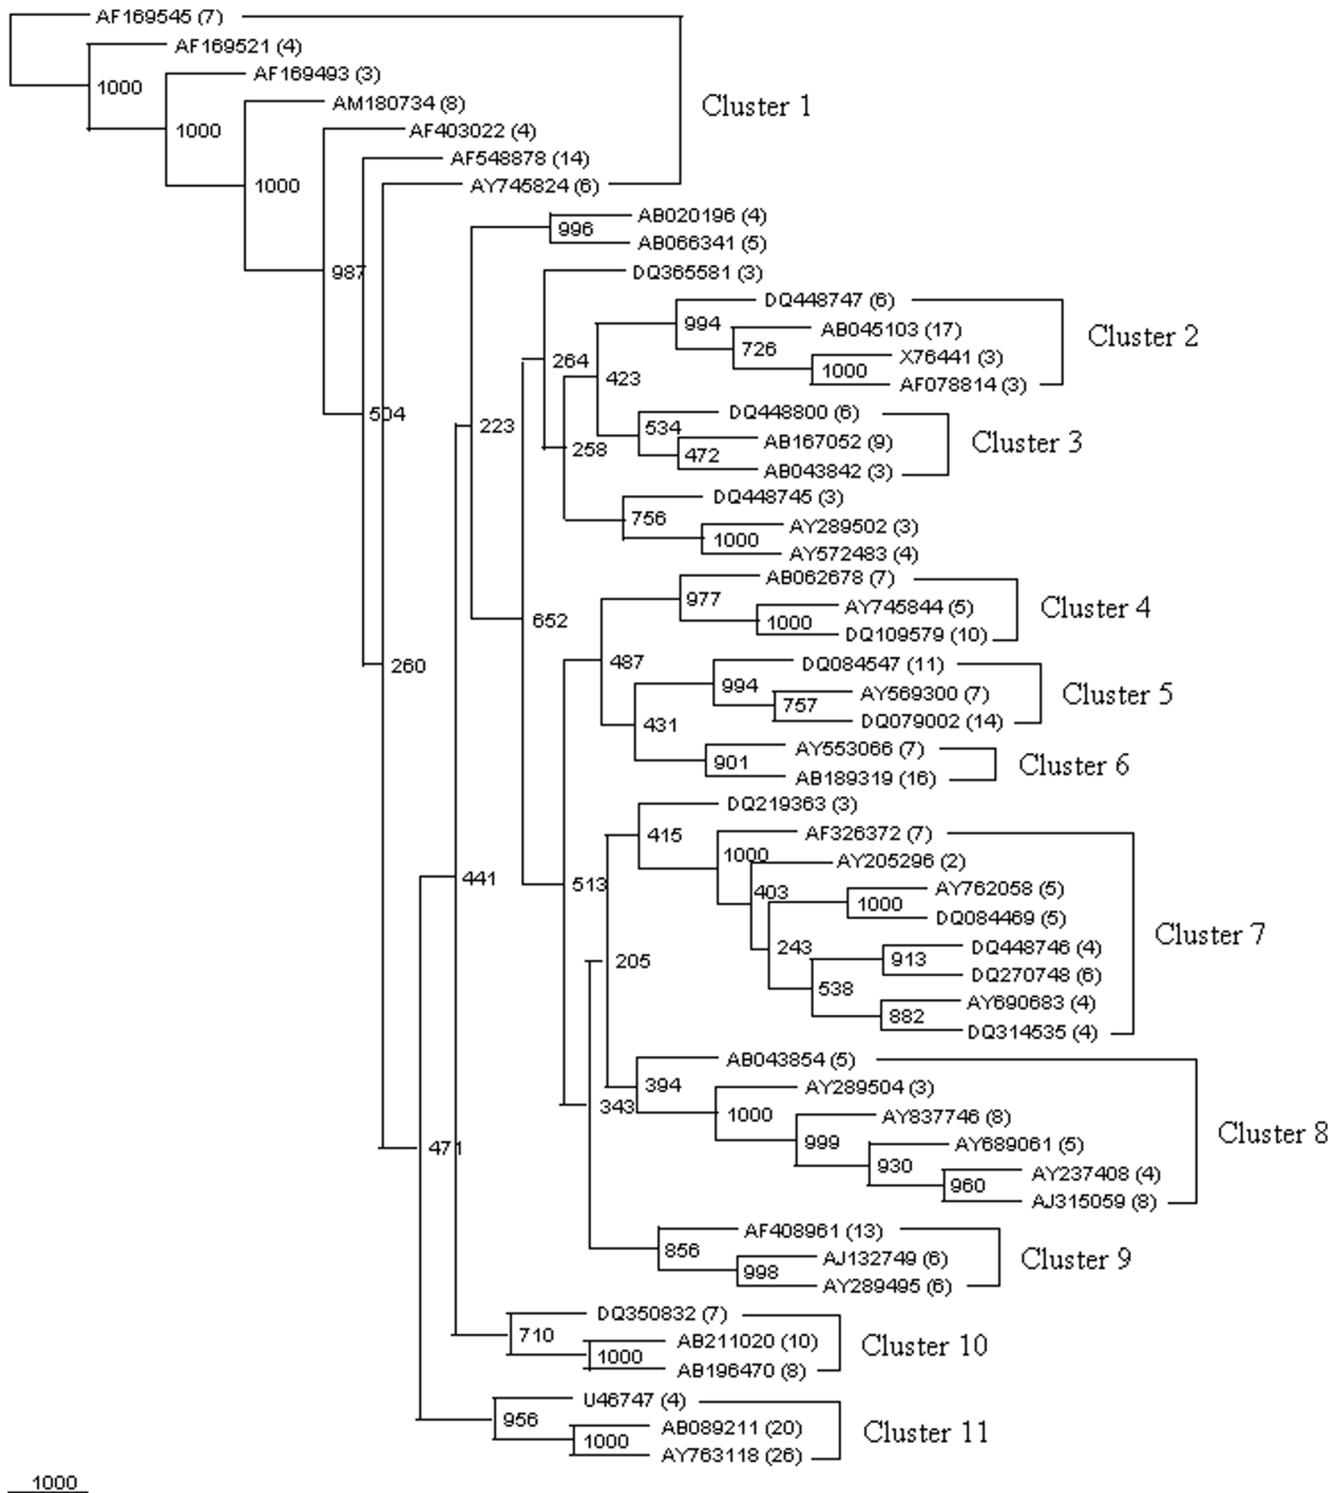 AF169545 (7)
AF169521 (4)
AF169493 (3)
1000
AM180734 (8)
Cluster 1
1000
AF403022 (4)
AF548878 (14)
1000
AY745824 (6)
AB020196 (4)
996
AB066341 (5)
987
DQ365581 (3)
DQ448747 (6)
994
AB045103 (17)
Cluster 2
726
X76441 (3)
264
1000
423
AF078814 (3)
504
DQ448800 (6)
223
534
AB167052 (9)
Cluster 3
258
472
AB043842 (3)
DQ448745 (3)
756
AY289502 (3)
1000
AY572483 (4)
AB062678 (7)
977
AY745844 (5)
Cluster 4
652
1000
DQ109579 (10)
487
260
DQ084547 (11)
994
AY569300 (7)
Cluster 5
757
431
DQ079002 (14)
AY553066 (7)
901
Cluster 6
AB189319 (16)
DQ219363 (3)
415
AF326372 (7)
1000
AY205296 (2)
441
513
403
AY762058 (5)
1000
DQ084469 (5)
Cluster 7
243
DQ448746 (4)
205
913
DQ270748 (6)
538
AY690683 (4)
882
DQ314535 (4)
AB043854 (5)
394
AY289504 (3)
343
1000
AY837746 (8)
Cluster 8
471
999
AY689061 (5)
930
AY237408 (4)
960
AJ315059 (8)
AF408961 (13)
856
AJ132749 (6)
Cluster 9
998
AY289495 (6)
DQ350832 (7)
710
AB211020 (10)
Cluster 10
1000
AB196470 (8)
U46747 (4)
956
AB089211 (20)
Cluster 11
1000
AY763118 (26)
1000